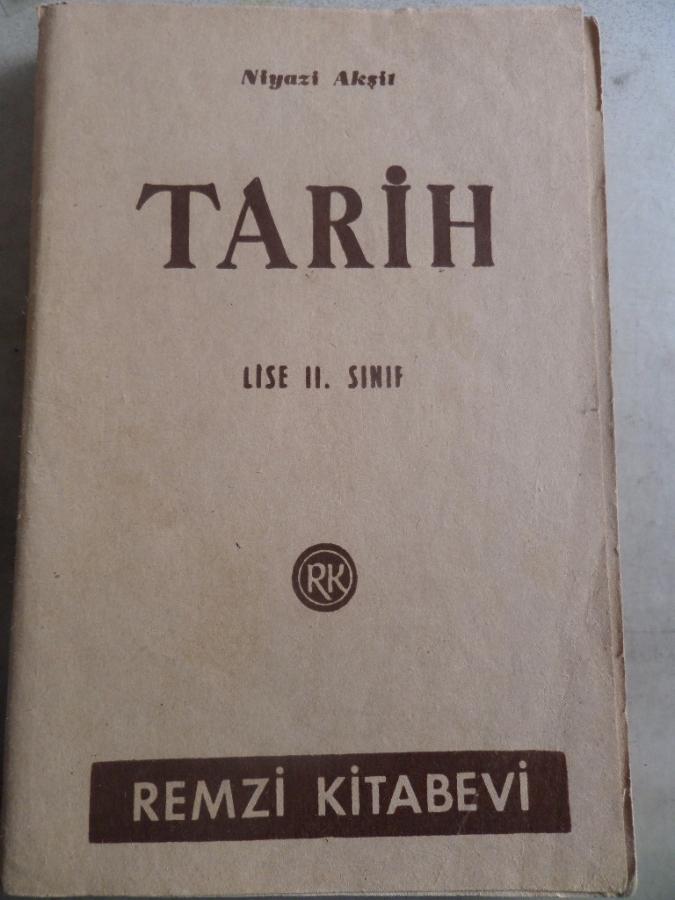 Niyazi Akşit
TARİH
LİSE II. SINIF
RK
REMZİ KİTABEVİ